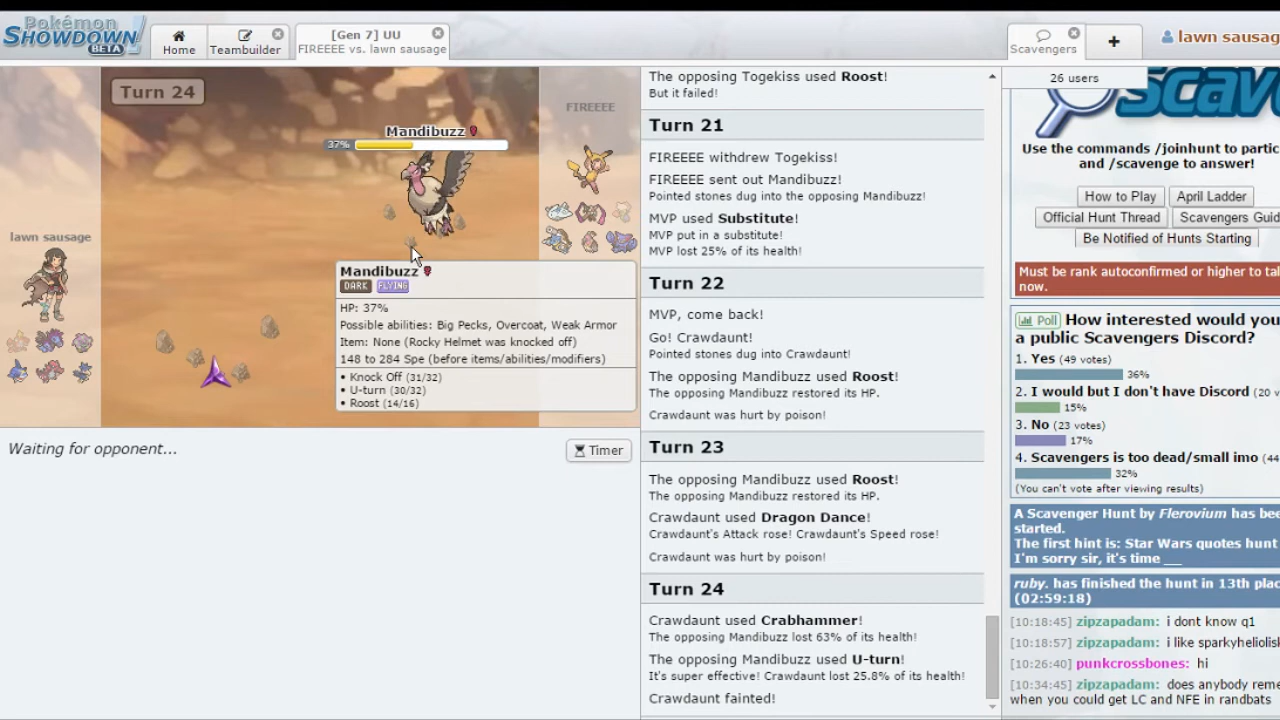 Pokémon
SHOWDOWN!
BETA
Home
Teambuilder
[Gen 7] UU
FIREEEE vs. lawn sausage
Scavengers
+
lawn sausag
Turn 24
FIREEEE
Mandibuzz
37%
lawn sausage
Mandibuzz
DARK FLYING
HP: 37%
Possible abilities: Big Pecks, Overcoat, Weak Armor
Item: None (Rocky Helmet was knocked off)
148 to 284 Spe (before items/abilities/modifiers)
• Knock Off (31/32)
• U-turn (30/32)
• Roost (14/16)
Waiting for opponent...
Timer
The opposing Togekiss used Roost!
But it failed!
Turn 21
FIREEEE withdrew Togekiss!
FIREEEE sent out Mandibuzz!
Pointed stones dug into the opposing Mandibuzz!
MVP used Substitute!
MVP put in a substitute!
MVP lost 25% of its health!
Turn 22
MVP, come back!
Go! Crawdaunt!
Pointed stones dug into Crawdaunt!
The opposing Mandibuzz used Roost!
The opposing Mandibuzz restored its HP.
Crawdaunt was hurt by poison!
Turn 23
The opposing Mandibuzz used Roost!
The opposing Mandibuzz restored its HP.
Crawdaunt used Dragon Dance!
Crawdaunt's Attack rose! Crawdaunt's Speed rose!
Crawdaunt was hurt by poison!
Turn 24
Crawdaunt used Crabhammer!
The opposing Mandibuzz lost 63% of its health!
The opposing Mandibuzz used U-turn!
It's super effective! Crawdaunt lost 25.8% of its health!
Crawdaunt fainted!
26 users
Scav
Use the commands /joinhunt to partic
and /scavenge to answer!
How to Play
April Ladder
Official Hunt Thread
Scavengers Guid
Be Notified of Hunts Starting
Must be rank autoconfirmed or higher to tal
now.
Poll How interested would you
a public Scavengers Discord?
1. Yes (49 votes)
36%
2. I would but I don't have Discord (20 v
15%
3. No (23 votes)
17%
4. Scavengers is too dead/small imo (44
32%
(You can't vote after viewing results)
A Scavenger Hunt by Flerovium has bee
started.
The first hint is: Star Wars quotes hunt
I'm sorry sir, it's time __
ruby. has finished the hunt in 13th plac
(02:59:18)
[10:18:45] zipzapadam: i dont know q1
[10:18:57] zipzapadam: i like sparkyheliolisk
[10:26:40] punkcrossbones: hi
[10:34:45] zipzapadam: does anybody reme
when you could get LC and NFE in randbats